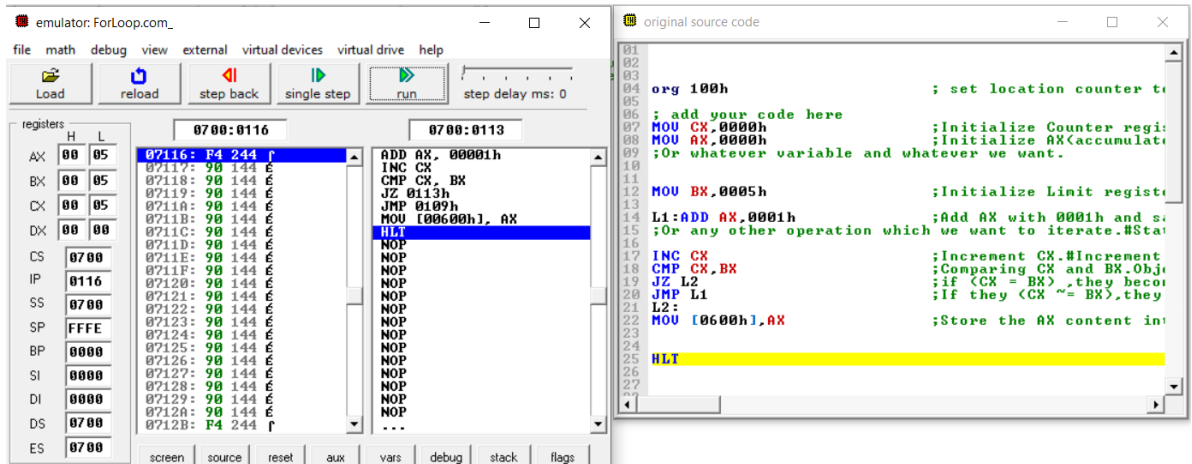 emulator: ForLoop.com_
file math debug view external virtual devices virtual drive help
Load reload step back single step run step delay ms: 0
registers
H L
0700:0116
0700:0113
AX 00 05
BX 00 05
CX 00 05
DX 00 00
CS 0700
IP 0116
SS 0700
SP FFFE
BP 0000
SI 0000
DI 0000
DS 0700
ES 0700
07116: F4 244 ⌠
07117: 90 144 É
07118: 90 144 É
07119: 90 144 É
0711A: 90 144 É
0711B: 90 144 É
0711C: 90 144 É
0711D: 90 144 É
0711E: 90 144 É
0711F: 90 144 É
07120: 90 144 É
07121: 90 144 É
07122: 90 144 É
07123: 90 144 É
07124: 90 144 É
07125: 90 144 É
07126: 90 144 É
07127: 90 144 É
07128: 90 144 É
07129: 90 144 É
0712A: 90 144 É
0712B: F4 244 ⌠
ADD AX, 00001h
INC CX
CMP CX, BX
JZ 0113h
JMP 0109h
MOV [00600h], AX
HLT
NOP
NOP
NOP
NOP
NOP
NOP
NOP
NOP
NOP
NOP
NOP
NOP
NOP
NOP
...
screen source reset aux vars debug stack flags
original source code
01
02
03
04 org 100h ; set location counter to
05
06 ; add your code here
07 MOV CX,0000h ;Initialize Counter regis
08 MOV AX,0000h ;Initialize AX(accumulato
09 ;Or whatever variable and whatever we want.
10
11
12 MOV BX,0005h ;Initialize Limit registe
13
14 L1:ADD AX,0001h ;Add AX with 0001h and sa
15 ;Or any other operation which we want to iterate.#Stat
16
17 INC CX ;Increment CX.#Increment
18 CMP CX,BX ;Comparing CX and BX.Obje
19 JZ L2 ;if (CX = BX) ,they becom
20 JMP L1 ;If they (CX ~= BX),they
21 L2:
22 MOV [0600h],AX ;Store the AX content int
23
24
25 HLT
26
27